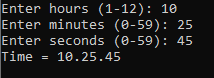 Enter hours (1-12): 10
Enter minutes (0-59): 25
Enter seconds (0-59): 45
Time = 10.25.45